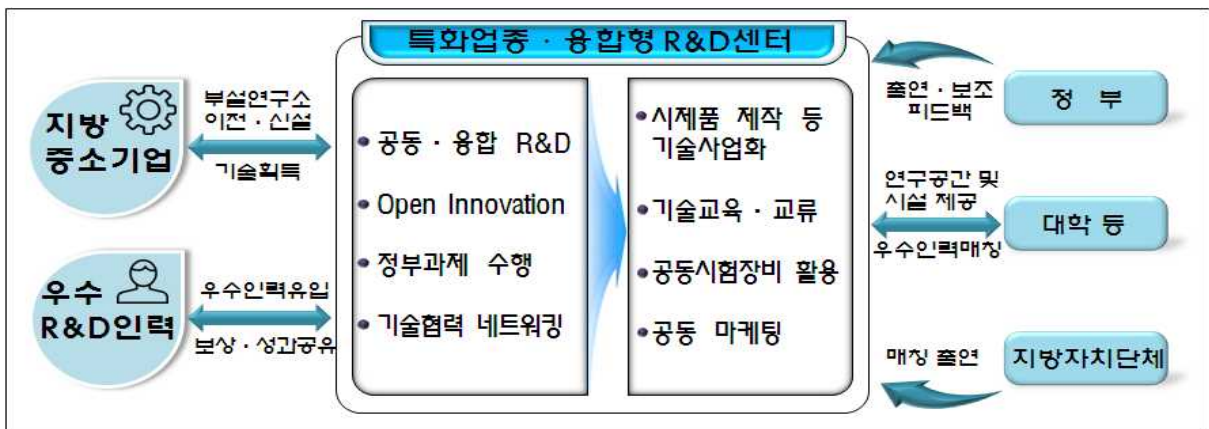 특화업종 · 융합형 R&D센터
지방
중소기업
부설연구소
이전 · 신설
기술획득
우수
R&D인력
우수인력유입
보상 · 성과공유
• 공동 · 융합 R&D
• Open Innovation
• 정부과제 수행
• 기술협력 네트워킹
• 시제품 제작 등
기술사업화
• 기술교육 · 교류
• 공동시험장비 활용
• 공동 마케팅
출연 · 보조
피드백
정 부
연구공간 및
시설 제공
우수인력매칭
대학 등
매칭 출연
지방자치단체